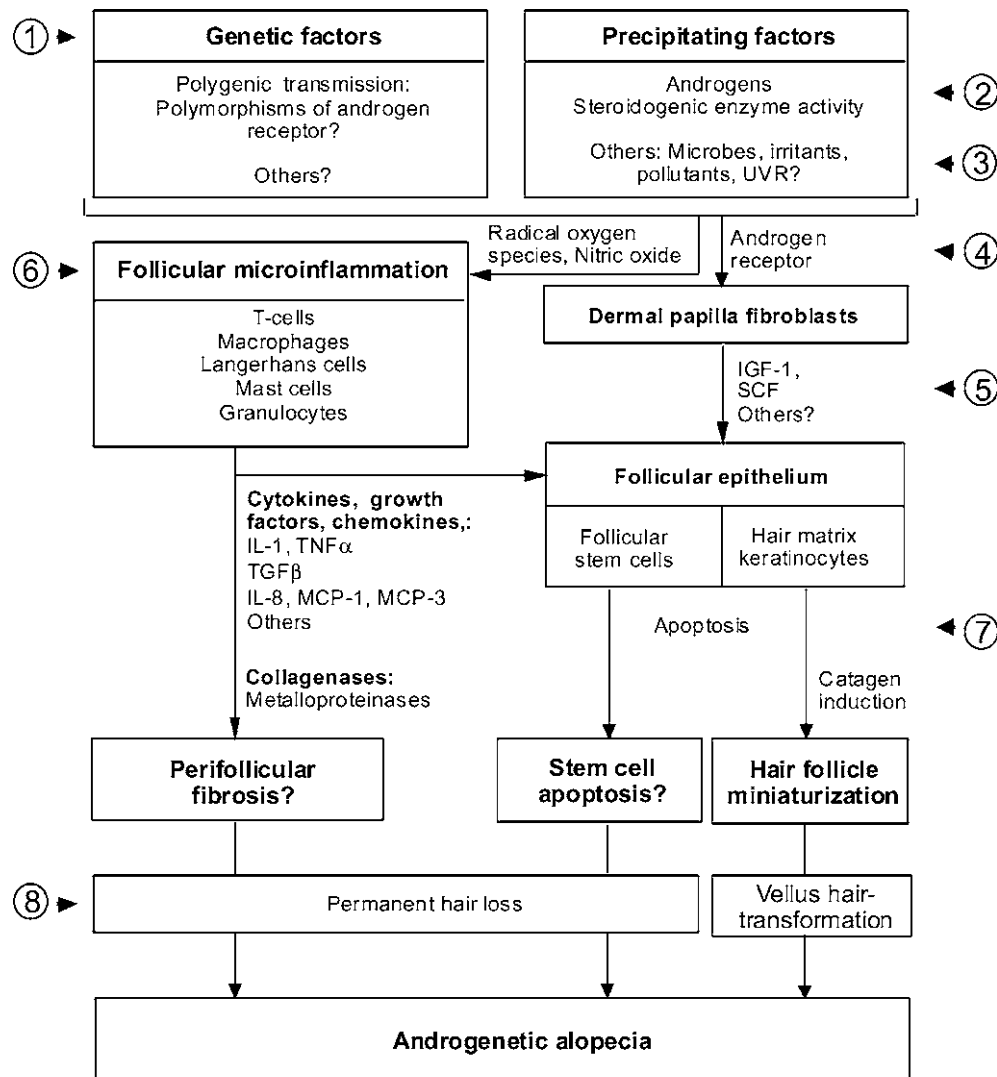 1
Genetic factors
Polygenic transmission:
Polymorphisms of androgen
receptor?
Others?
Precipitating factors
Androgens
Steroidogenic enzyme activity
Others: Microbes, irritants,
pollutants, UVR?
2
3
Radical oxygen
species, Nitric oxide
Androgen
receptor
4
6
Follicular microinflammation
T-cells
Macrophages
Langerhans cells
Mast cells
Granulocytes
Dermal papilla fibroblasts
IGF-1,
SCF
Others?
5
Follicular epithelium
Follicular
stem cells
Hair matrix
keratinocytes
Cytokines, growth
factors, chemokines,:
IL-1, TNFα
TGFβ
IL-8, MCP-1, MCP-3
Others
Collagenases:
Metalloproteinases
Apoptosis
7
Catagen
induction
Perifollicular
fibrosis?
Stem cell
apoptosis?
Hair follicle
miniaturization
8
Permanent hair loss
Vellus hair-
transformation
Androgenetic alopecia